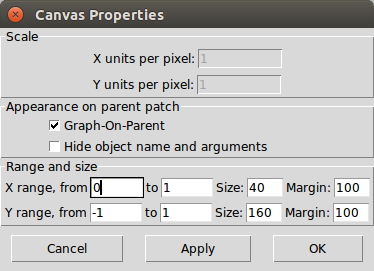 Canvas Properties
Scale
X units per pixel: 1
Y units per pixel: 1
Appearance on parent patch
Graph-On-Parent
Hide object name and arguments
Range and size
X range, from 0 to 1 Size: 40 Margin: 100
Y range, from -1 to 1 Size: 160 Margin: 100
Cancel Apply OK